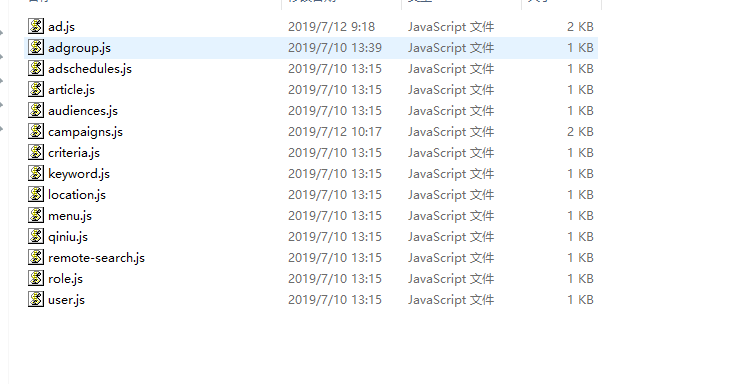 ad.js 2019/7/12 9:18 JavaScript 文件 2 KB
adgroup.js 2019/7/10 13:39 JavaScript 文件 1 KB
adschedules.js 2019/7/10 13:15 JavaScript 文件 1 KB
article.js 2019/7/10 13:15 JavaScript 文件 1 KB
audiences.js 2019/7/10 13:15 JavaScript 文件 1 KB
campaigns.js 2019/7/12 10:17 JavaScript 文件 2 KB
criteria.js 2019/7/10 13:15 JavaScript 文件 1 KB
keyword.js 2019/7/10 13:15 JavaScript 文件 1 KB
location.js 2019/7/10 13:15 JavaScript 文件 1 KB
menu.js 2019/7/10 13:15 JavaScript 文件 1 KB
qiniu.js 2019/7/10 13:15 JavaScript 文件 1 KB
remote-search.js 2019/7/10 13:15 JavaScript 文件 1 KB
role.js 2019/7/10 13:15 JavaScript 文件 1 KB
user.js 2019/7/10 13:15 JavaScript 文件 1 KB